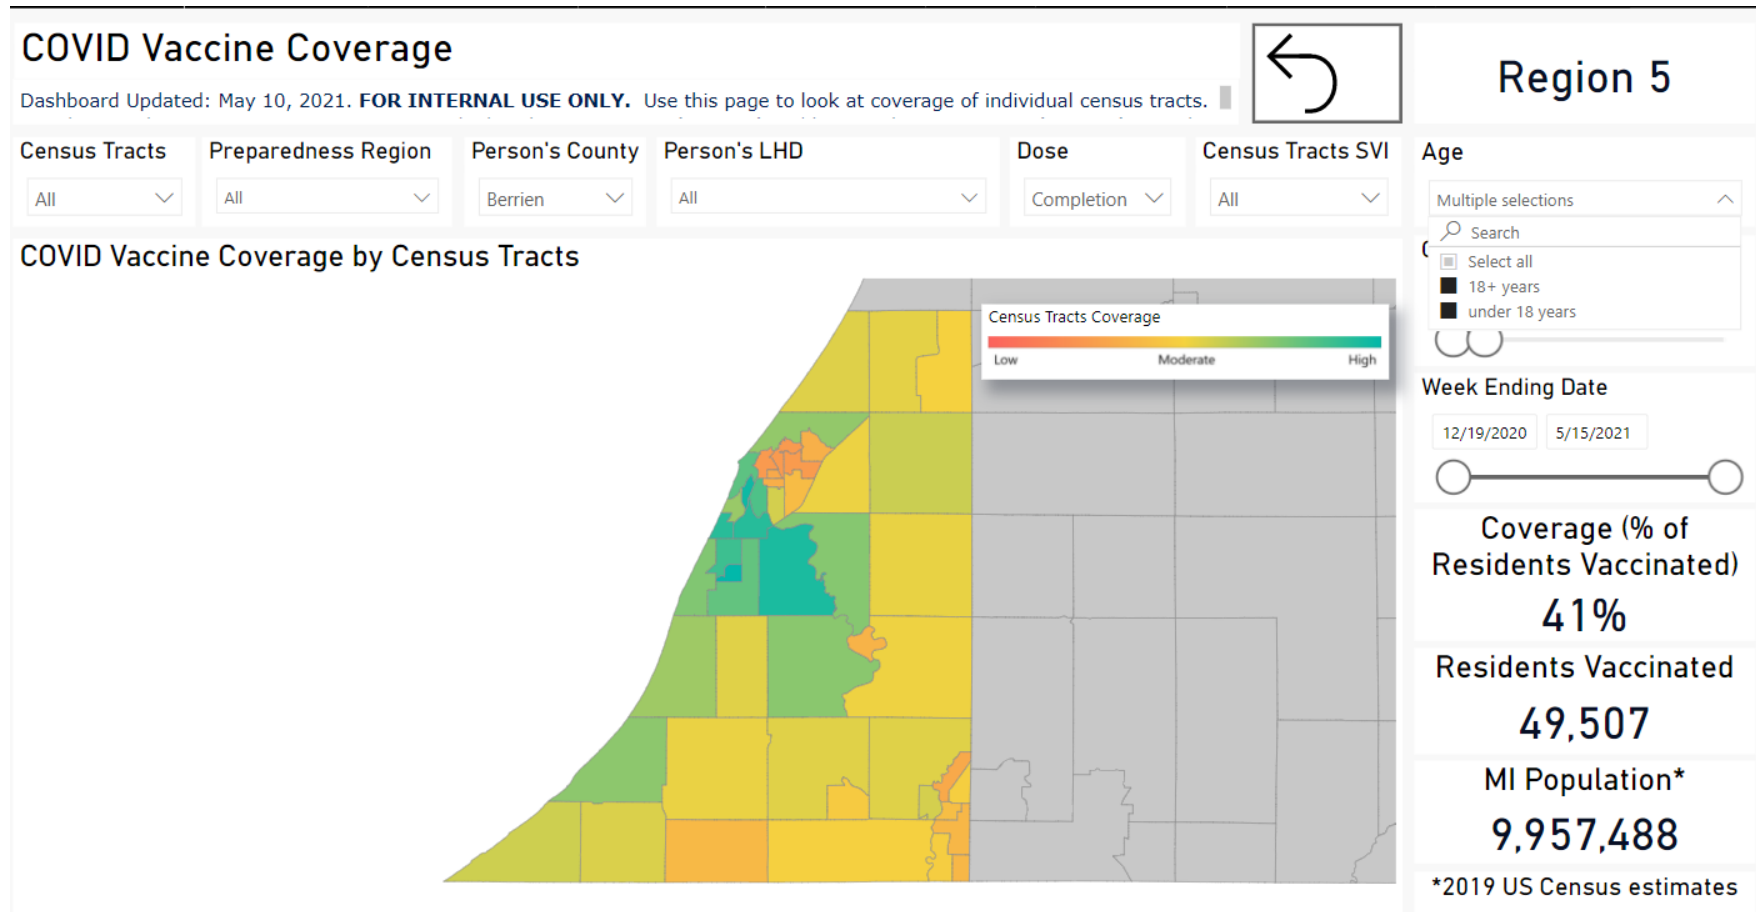 COVID Vaccine Coverage
Dashboard Updated: May 10, 2021. FOR INTERNAL USE ONLY. Use this page to look at coverage of individual census tracts.
Region 5
Census Tracts
All
Preparedness Region
All
Person's County
Berrien
Person's LHD
All
Dose
Completion
Census Tracts SVI
All
Age
Multiple selections
Search
Select all
18+ years
under 18 years
COVID Vaccine Coverage by Census Tracts
Census Tracts Coverage
Low Moderate High
Week Ending Date
12/19/2020 5/15/2021
Coverage (% of
Residents Vaccinated)
41%
Residents Vaccinated
49,507
MI Population*
9,957,488
*2019 US Census estimates